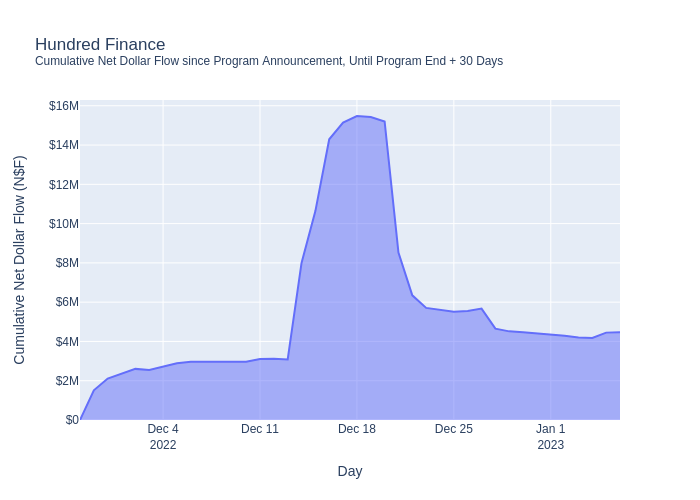 Hundred Finance
Cumulative Net Dollar Flow since Program Announcement, Until Program End + 30 Days
Cumulative Net Dollar Flow (N$F)
$16M
$14M
$12M
$10M
$8M
$6M
$4M
$2M
$0
Dec 4
2022
Dec 11
Dec 18
Dec 25
Jan 1
2023
Day